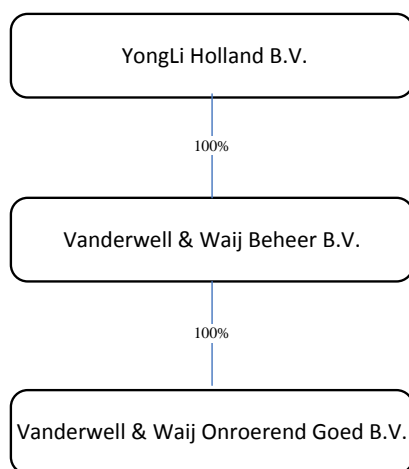 YongLi Holland B.V.
100%
Vanderwell & Waij Beheer B.V.
100%
Vanderwell & Waij Onroerend Goed B.V.